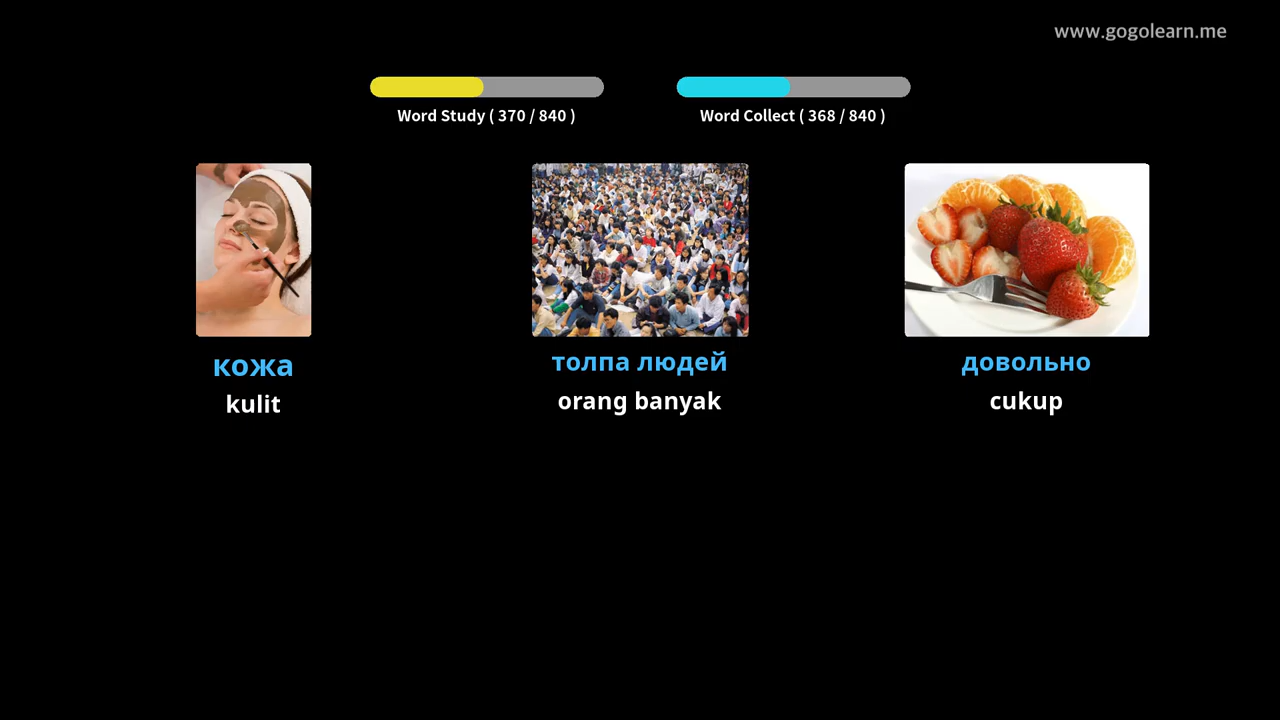 www.gogolearn.me
Word Study ( 370 / 840 )
Word Collect ( 368 / 840 )
кожа
kulit
толпа людей
orang banyak
довольно
cukup